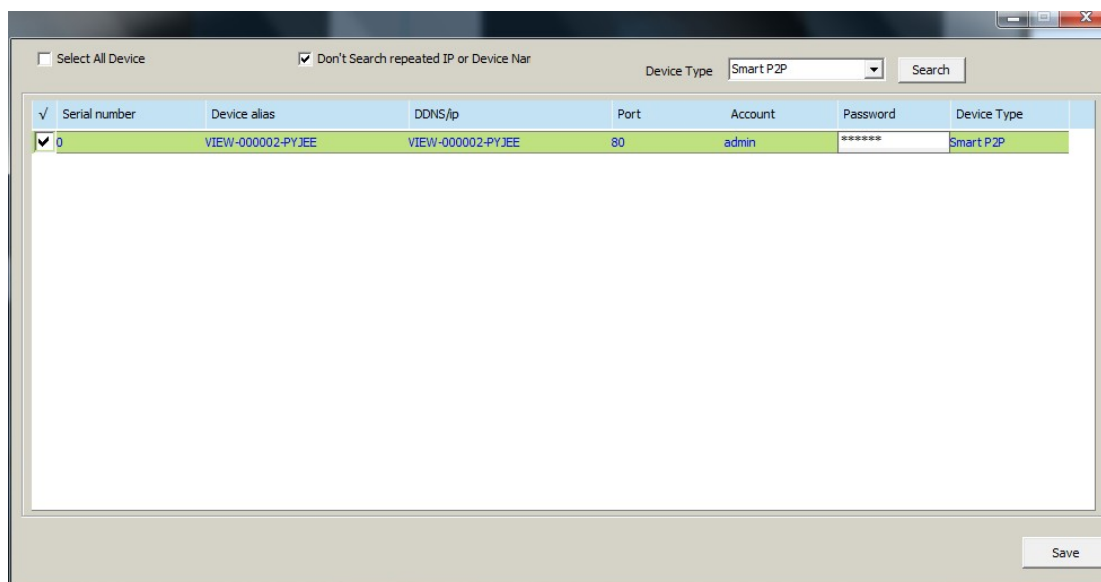 Select All Device Don't Search repeated IP or Device Nar Device Type Smart P2P Search
√ Serial number Device alias DDNS/ip Port Account Password Device Type
0 VIEW-000002-PYJEE VIEW-000002-PYJEE 80 admin ****** Smart P2P
Save